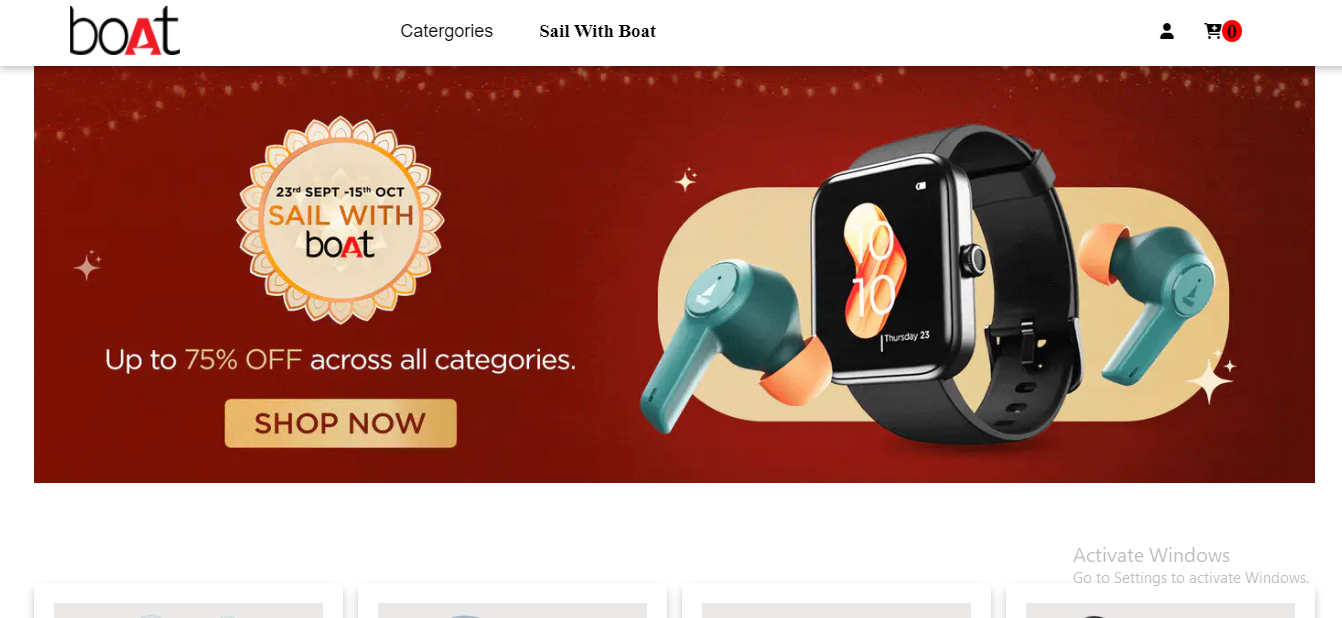 boAt
Catergories
Sail With Boat
0
23rd SEPT -15th OCT
SAIL WITH
boAt
Up to 75% OFF across all categories.
SHOP NOW
10
10
Thursday 23
Activate Windows
Go to Settings to activate Windows.